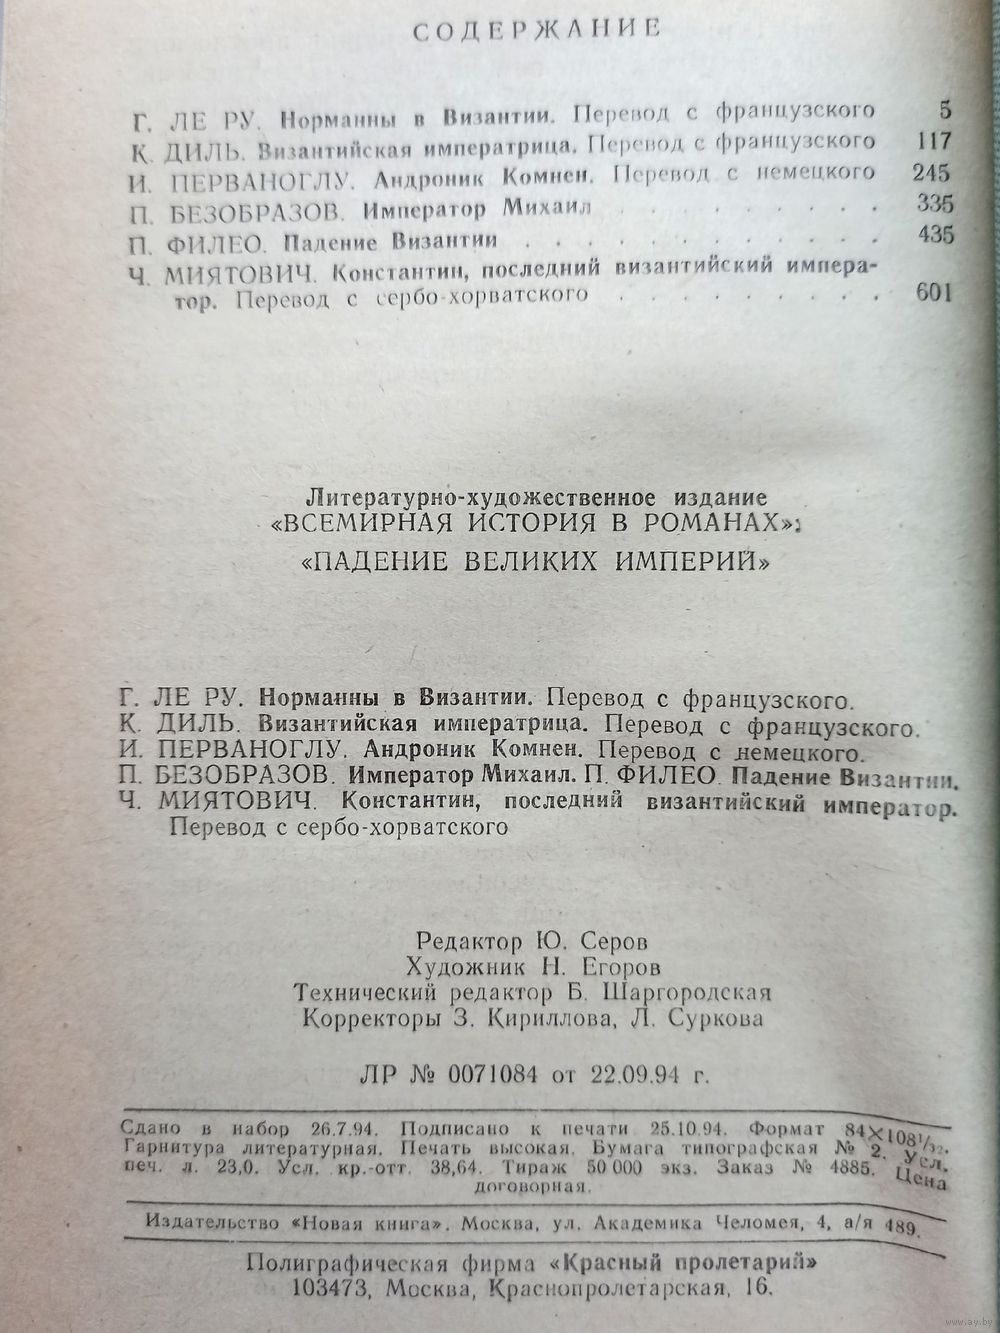 СОДЕРЖАНИЕ
Г. ЛЕ РУ. Норманны в Византии. Перевод с французского 5
К. ДИЛЬ. Византийская императрица. Перевод с французского 117
И. ПЕРВАНОГЛУ. Андроник Комнен. Перевод с немецкого 245
П. БЕЗОБРАЗОВ. Император Михаил . . . . . . . . 335
П. ФИЛЕО. Падение Византии . . . . . . . . . . . . 435
Ч. МИЯТОВИЧ. Константин, последний византийский импера-
тор. Перевод с сербо-хорватского . . . . . . . . . 601
Литературно-художественное издание
«ВСЕМИРНАЯ ИСТОРИЯ В РОМАНАХ»:
«ПАДЕНИЕ ВЕЛИКИХ ИМПЕРИЙ»
Г. ЛЕ РУ. Норманны в Византии. Перевод с французского.
К. ДИЛЬ. Византийская императрица. Перевод с французского.
И. ПЕРВАНОГЛУ. Андроник Комнен. Перевод с немецкого.
П. БЕЗОБРАЗОВ. Император Михаил. П. ФИЛЕО. Падение Византии.
Ч. МИЯТОВИЧ. Константин, последний византийский император.
Перевод с сербо-хорватского
Редактор Ю. Серов
Художник Н. Егоров
Технический редактор Б. Шаргородская
Корректоры З. Кириллова, Л. Суркова
ЛР № 0071084 от 22.09.94 г.
Сдано в набор 26.7.94. Подписано к печати 25.10.94. Формат 84×108 1/32.
Гарнитура литературная. Печать высокая. Бумага типографская № 2. Усл.
печ. л. 23,0. Усл. кр.-отт. 38,64. Тираж 50 000 экз. Заказ № 4885. Цена
договорная.
Издательство «Новая книга». Москва, ул. Академика Челомея, 4, а/я 489.
Полиграфическая фирма «Красный пролетарий»
103473, Москва, Краснопролетарская, 16.
www.ay.by